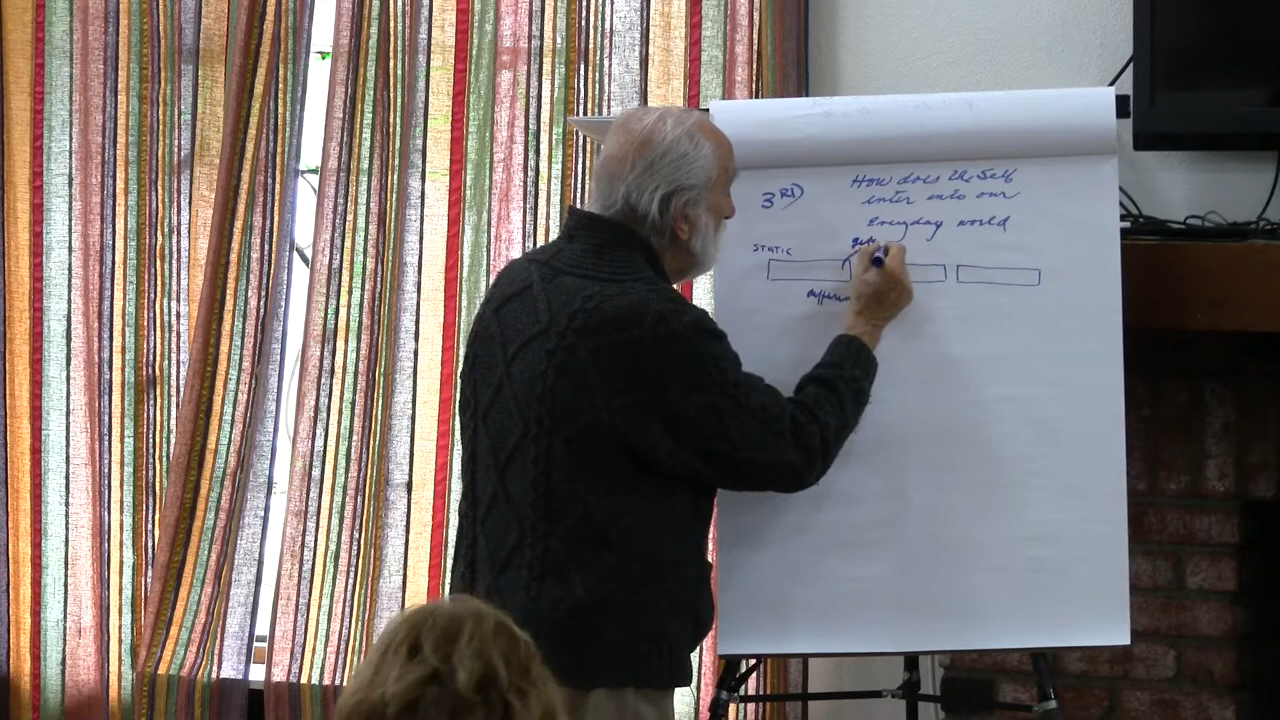 3RD
How does the Self
enter into our
Everyday world
STATIC